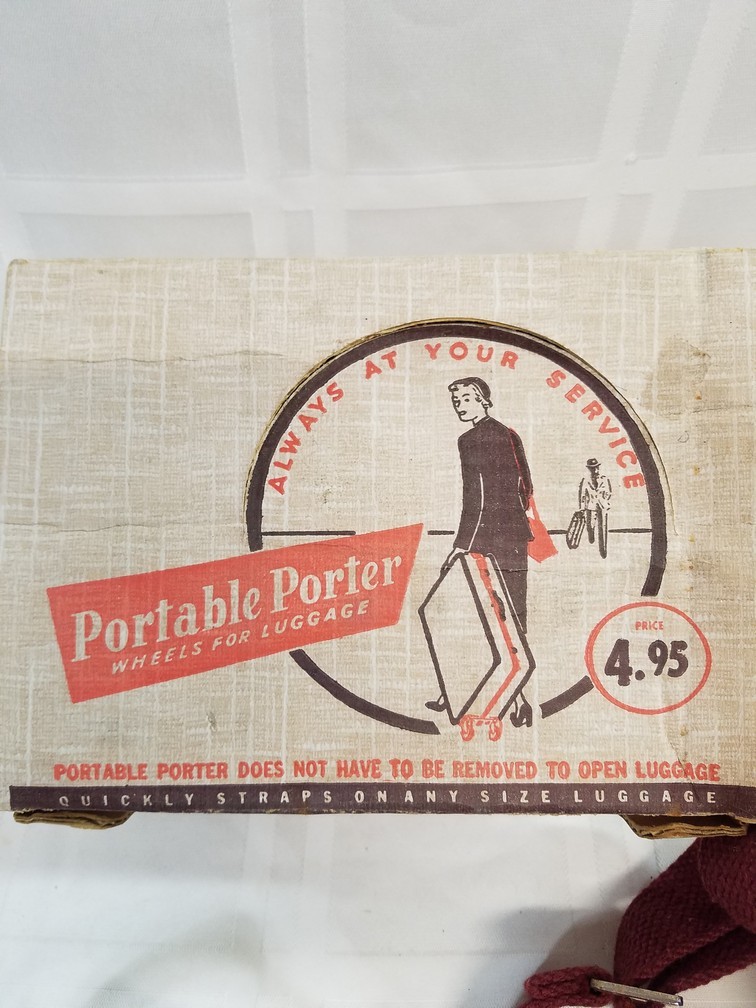 ALWAYS AT YOUR SERVICE
Portable Porter
WHEELS FOR LUGGAGE
PRICE
4.95
PORTABLE PORTER DOES NOT HAVE TO BE REMOVED TO OPEN LUGGAGE
QUICKLY STRAPS ON ANY SIZE LUGGAGE